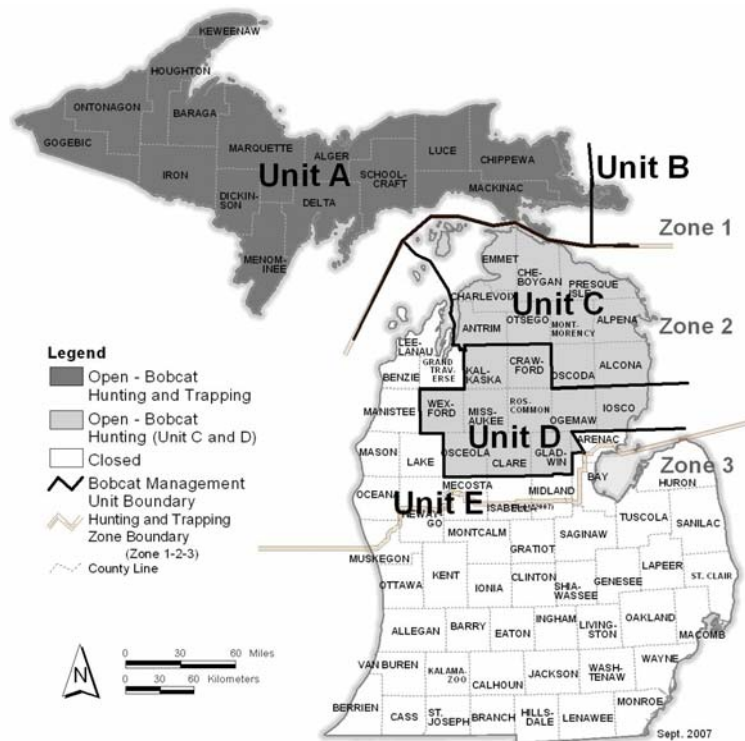 KEWEENAW
HOUGHTON
ONTONAGON
BARAGA
GOGEBIC
MARQUETTE
ALGER
LUCE
CHIPPEWA
Unit A
Unit B
IRON
SCHOOL-
CRAFT
MACKINAC
DICKIN-
SON
DELTA
MENOM-
INEE
Zone 1
EMMET
CHE-
BOYGAN
PRESQUE
ISLE
CHARLEVOIX
Unit C
ANTRIM
OTSEGO
MONT-
MORENCY
ALPENA
Zone 2
LEE-
LANAU
GRAND
TRAV-
ERSE
KAL-
KASKA
CRAW-
FORD
OSCODA
ALCONA
BENZIE
MANISTEE
WEX-
FORD
MISS-
AUKEE
ROS-
COMMON
OGEMAW
IOSCO
Unit D
ARENAC
MASON
LAKE
OSCEOLA
CLARE
GLAD-
WIN
BAY
Zone 3
HURON
OCEANA
Unit E
MECOSTA
ISABELLA
MIDLAND
NEWAY-
GO
MONTCALM
GRATIOT
SAGINAW
TUSCOLA
SANILAC
MUSKEGON
OTTAWA
KENT
IONIA
CLINTON
SHIA-
WASSEE
GENESEE
LAPEER
ST. CLAIR
ALLEGAN
BARRY
EATON
INGHAM
LIVING-
STON
OAKLAND
MACOMB
VAN BUREN
KALAMA-
ZOO
CALHOUN
JACKSON
WASH-
TENAW
WAYNE
BERRIEN
CASS
ST.
JOSEPH
BRANCH
HILLS-
DALE
LENAWEE
MONROE
Legend
Open - Bobcat
Hunting and Trapping
Open - Bobcat
Hunting (Unit C and D)
Closed
Bobcat Management
Unit Boundary
Hunting and Trapping
Zone Boundary
(Zone 1-2-3)
County Line
N
0 30 60 Miles
0 30 60 Kilometers
Sept. 2007